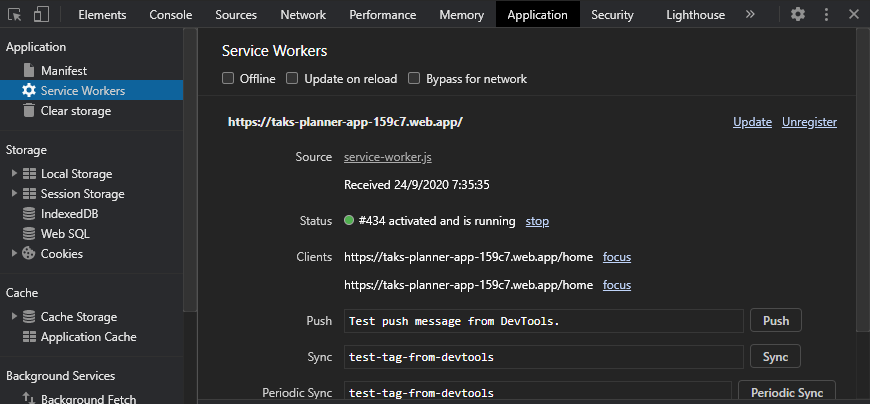 Elements Console Sources Network Performance Memory Application Security Lighthouse »
Application
Manifest
Service Workers
Clear storage
Storage
Local Storage
Session Storage
IndexedDB
Web SQL
Cookies
Cache
Cache Storage
Application Cache
Background Services
Background Fetch
Service Workers
Offline Update on reload Bypass for network
https://taks-planner-app-159c7.web.app/ Update Unregister
Source service-worker.js
Received 24/9/2020 7:35:35
Status #434 activated and is running stop
Clients https://taks-planner-app-159c7.web.app/home focus
https://taks-planner-app-159c7.web.app/home focus
Push Test push message from DevTools. Push
Sync test-tag-from-devtools Sync
Periodic Sync test-tag-from-devtools Periodic Sync